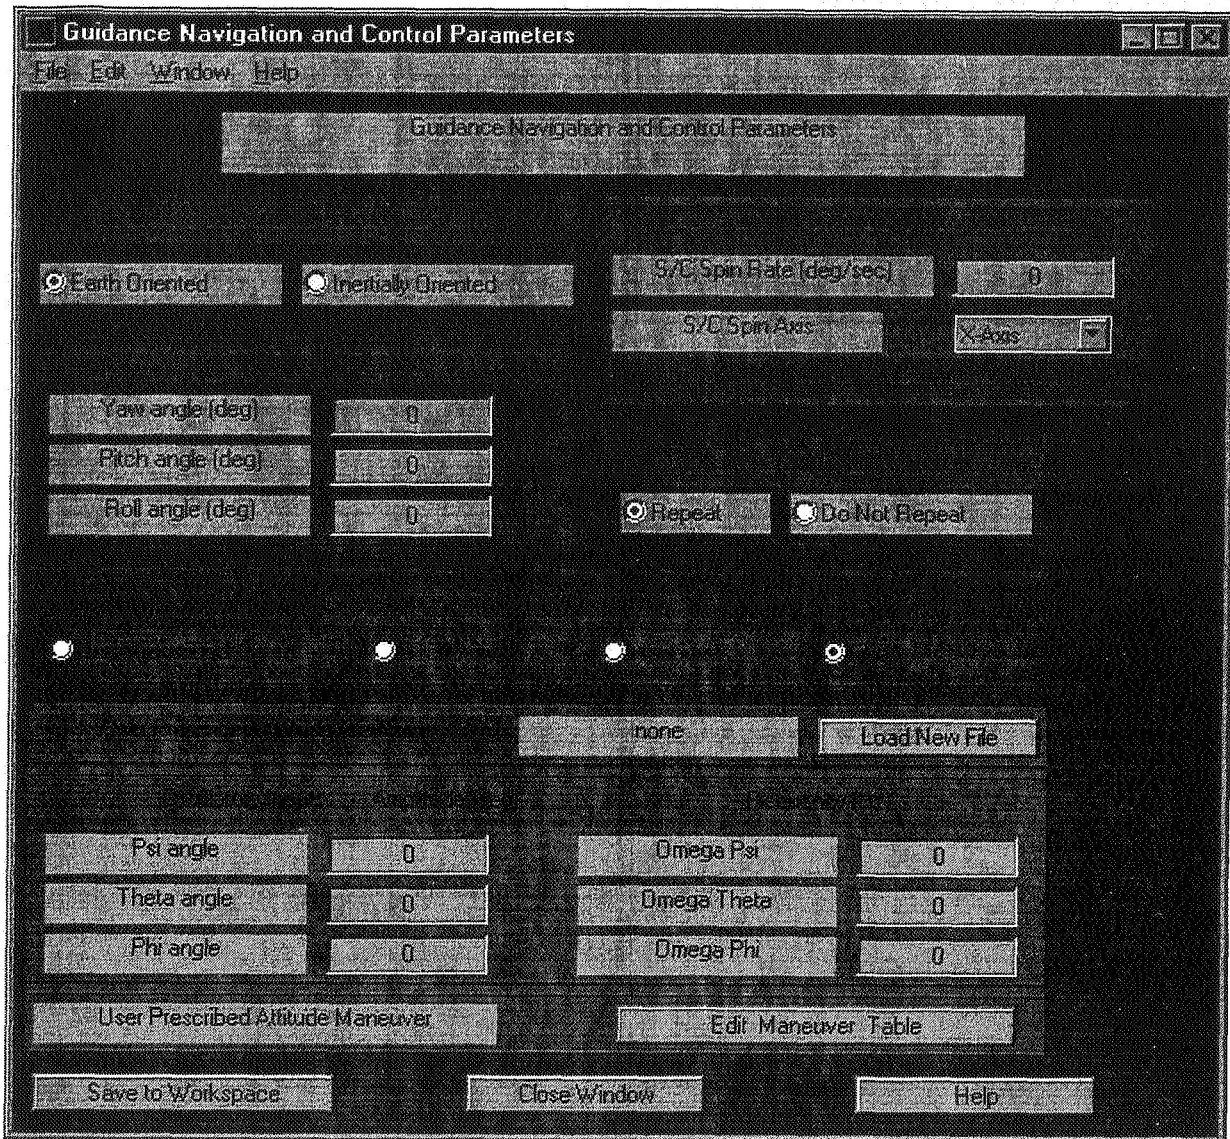 Guidance Navigation and Control Parameters
File Edit Window Help
Guidance Navigation and Control Parameters
Earth Oriented
Inertially Oriented
S/C Spin Rate (deg/sec)
0
S/C Spin Axis
X-Axis
Yaw angle (deg)
0
Pitch angle (deg)
0
Roll angle (deg)
0
Repeat
Do Not Repeat
none
Load New File
Psi angle
0
Omega Psi
0
Theta angle
0
Omega Theta
0
Phi angle
0
Omega Phi
0
User Prescribed Attitude Maneuver
Edit Maneuver Table
Save to Workspace
Close Window
Help